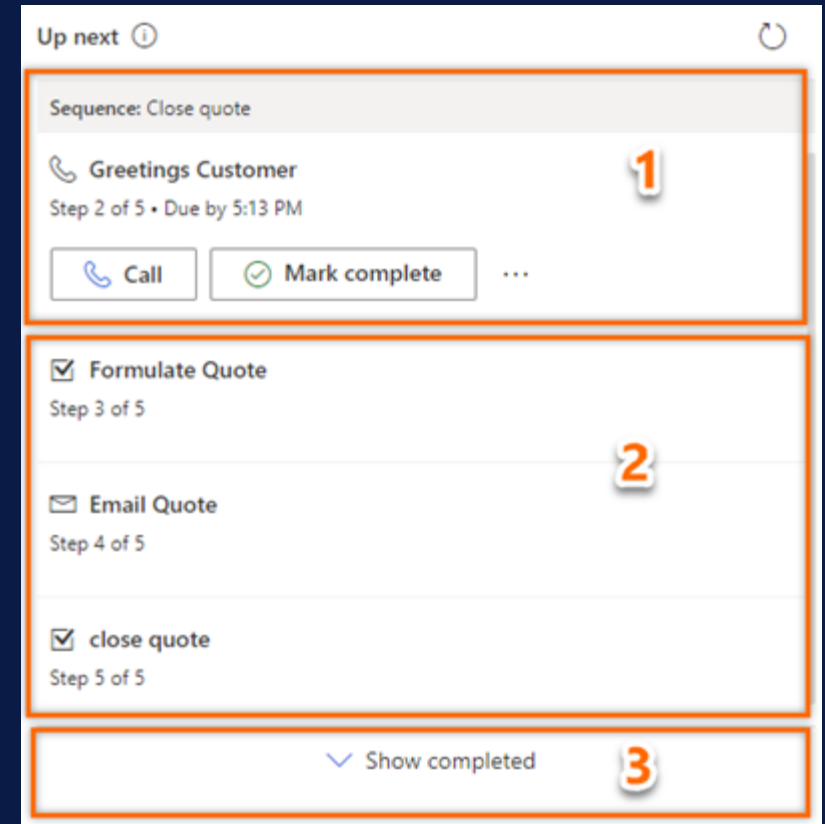 Up next
Sequence: Close quote
1
Greetings Customer
Step 2 of 5 • Due by 5:13 PM
Call Mark complete ...
Formulate Quote
Step 3 of 5
2
Email Quote
Step 4 of 5
close quote
Step 5 of 5
Show completed 3